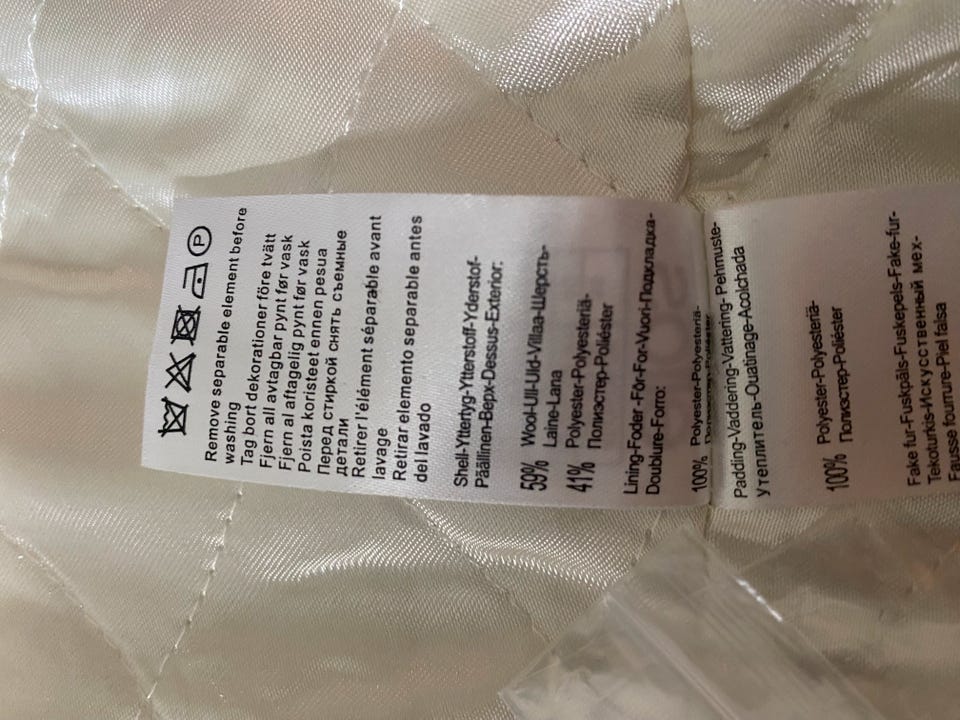 P
Remove separable element before
washing
Tag bort dekorationer före tvätt
Fjern all avtagbar pynt før vask
Fjern al aftagelig pynt før vask
Poista koristeet ennen pesua
Перед стиркой снять съемные
детали
Retirer l'élément séparable avant
lavage
Retirar elemento separable antes
del lavado
Shell-Yttertyg-Ytterstoff-Yderstof-
Päällinen-Верх-Dessus-Exterior:
59% Wool-Ull-Uld-Villaa-Шерсть-
Laine-Lana
41% Polyester-Polyesteriä-
Полиэстер-Poliéster
Lining-Foder -Fôr-For-Vuori-Подкладка-
Doublure-Forro:
100% Polyester-Polyesteriä-
Полиэстер-Poliéster
Padding-Vaddering-Vattering- Pehmuste-
Утеплитель-Ouatinage-Acolchada
100% Polyester-Polyesteriä-
Полиэстер-Poliéster
Fake fur-Fuskpäls-Fuskepels-Fake-fur-
Tekoturkis-Искусственный мех-
Fausse fourrure-Piel falsa